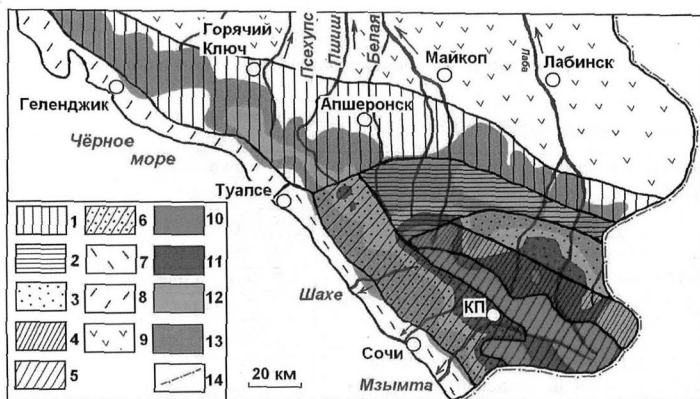 Горячий
Ключ
Псехупс
Пшиш
Белая
Майкоп
Лаба
Лабинск
Геленджик
Апшеронск
Чёрное
море
Туапсе
1 6 10
2 7 11
3 8 12
4 9 13
5 14
Шахе
КП
Сочи
20 км
Мзымта